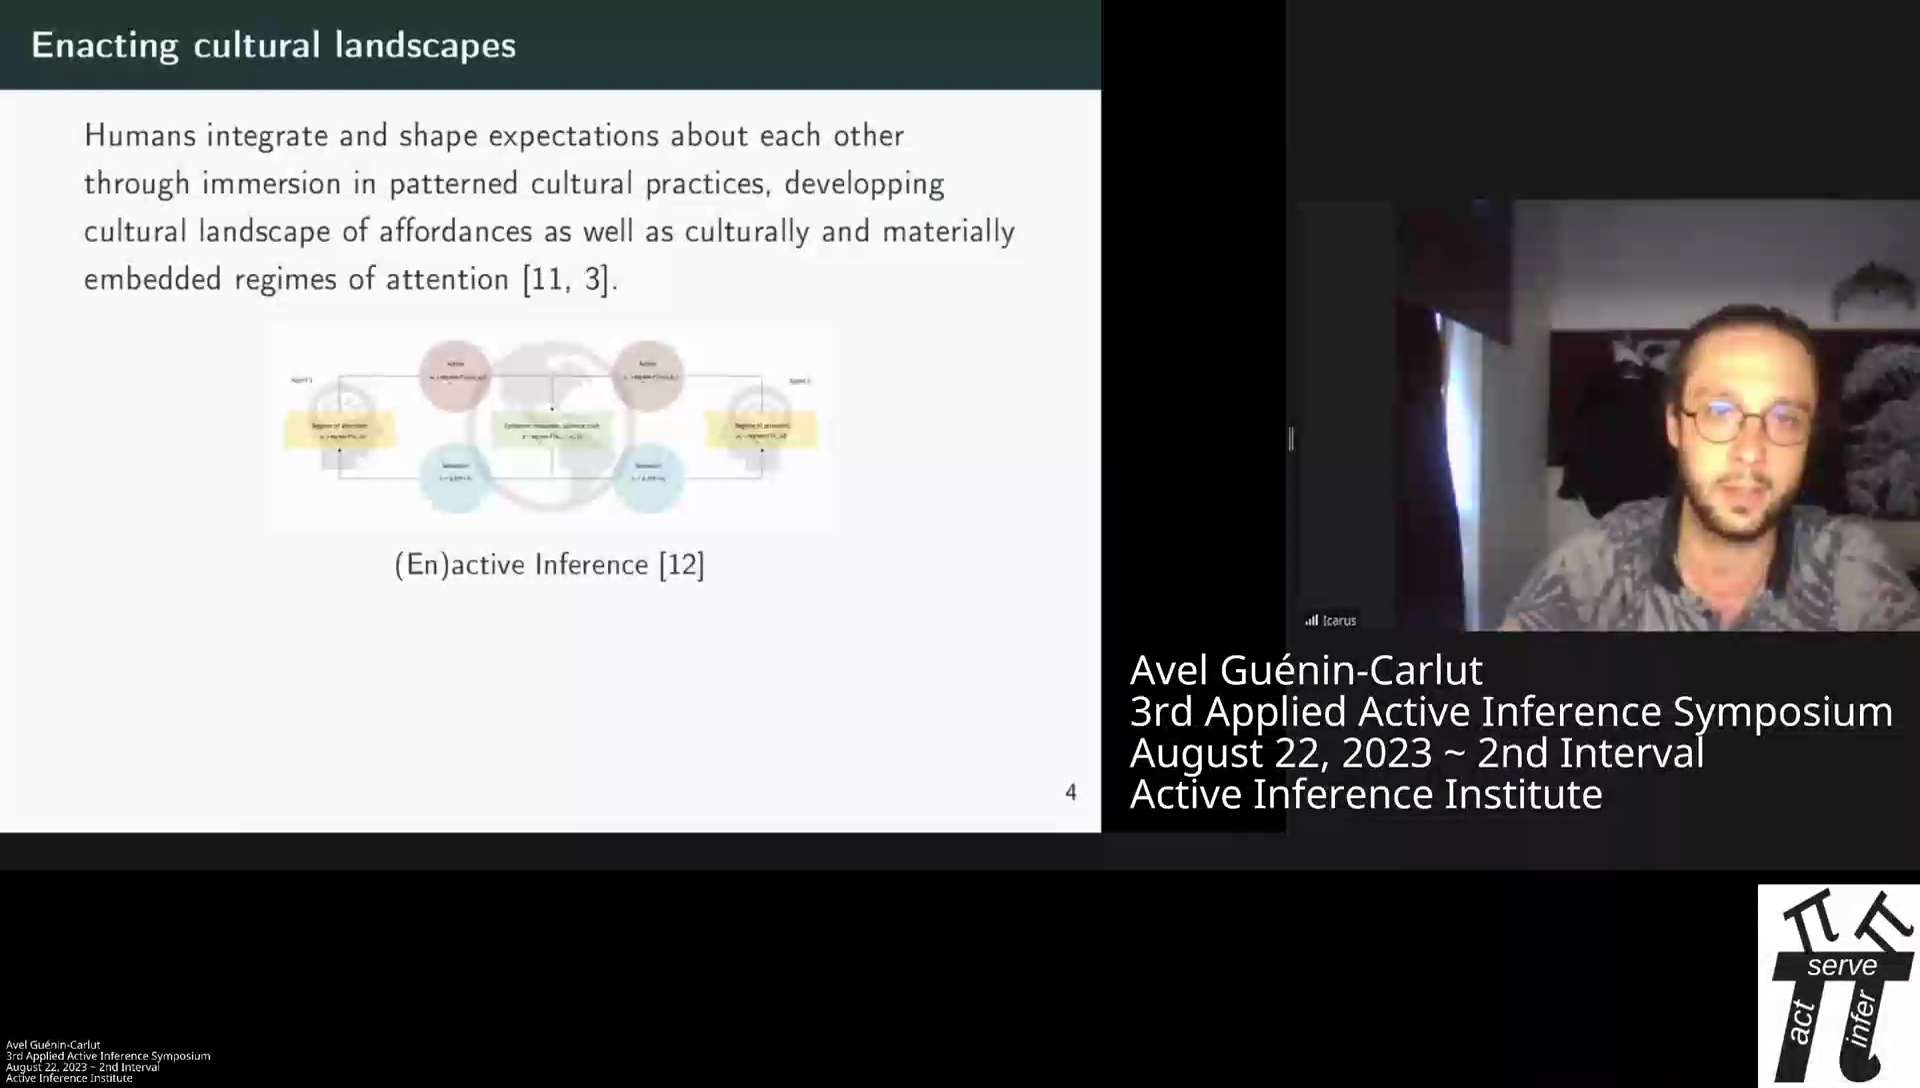 Enacting cultural landscapes
Humans integrate and shape expectations about each other
through immersion in patterned cultural practices, developping
cultural landscape of affordances as well as culturally and materially
embedded regimes of attention [11, 3].
(En)active Inference [12]
4
Icarus
Avel Guénin-Carlut
3rd Applied Active Inference Symposium
August 22, 2023 ~ 2nd Interval
Active Inference Institute
serve
act
infer
Avel Guénin-Carlut
3rd Applied Active Inference Symposium
August 22, 2023 ~ 2nd Interval
Active Inference Institute